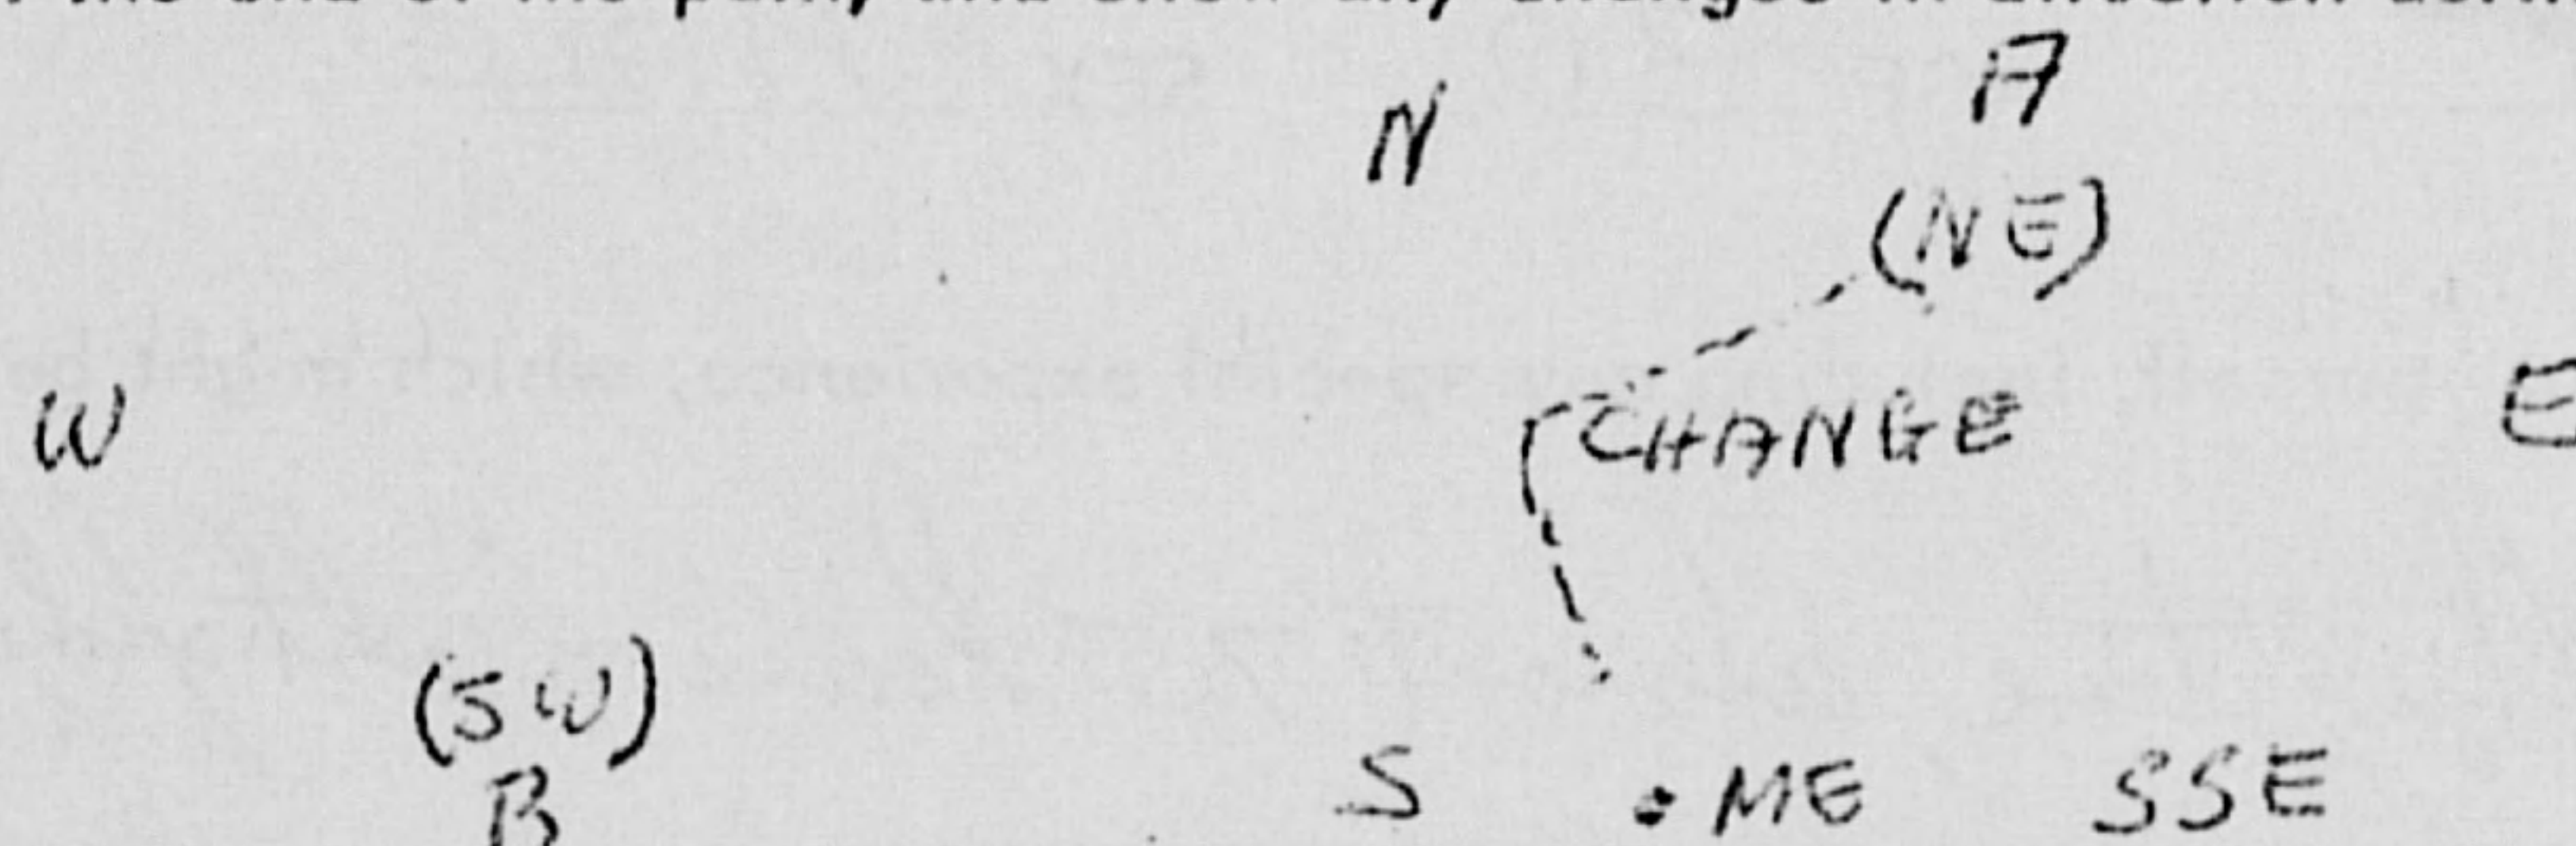 N A
(NE)
W CHANGE E
(SW)
B S • ME SSE